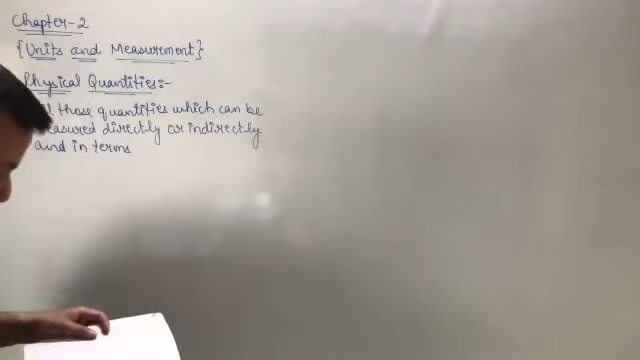 Chapter-2
{Units and Measurement}
Physical Quantities:-
those quantities which can be
directly or indirectly
and in terms